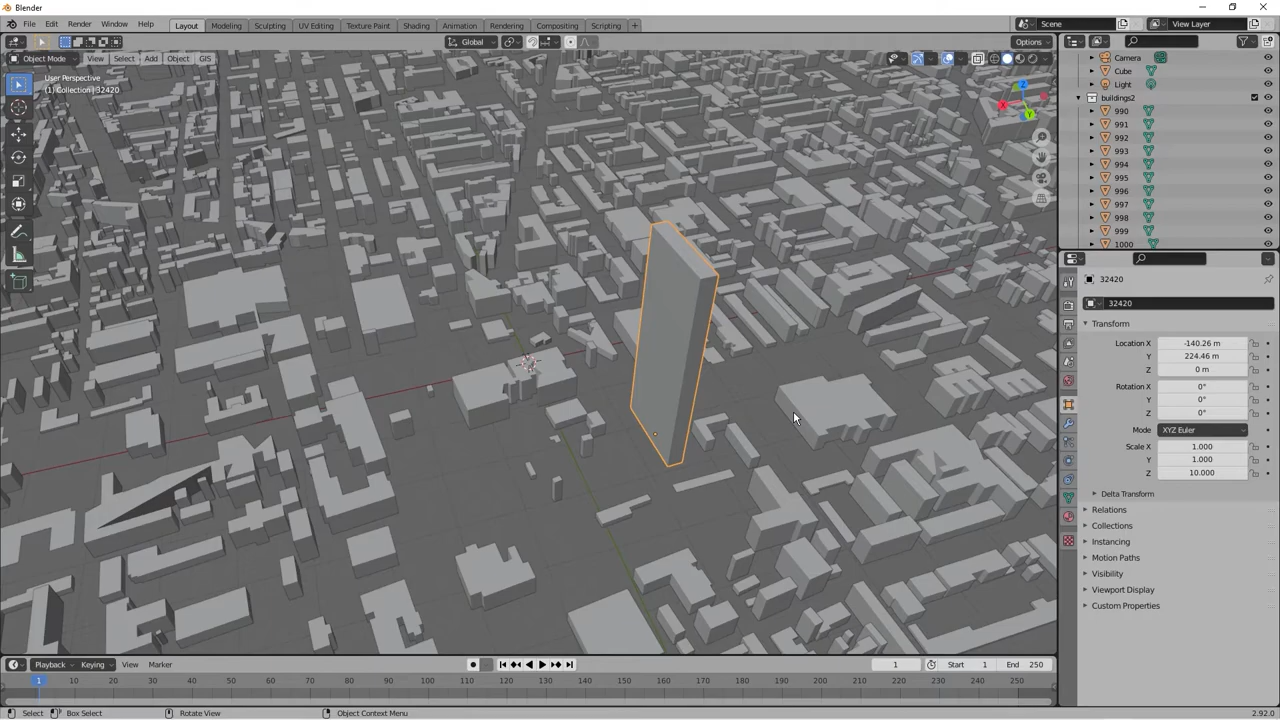 Blender
File Edit Render Window Help Layout Modeling Sculpting UV Editing Texture Paint Shading Animation Rendering Compositing Scripting + Scene View Layer
Global Options
Object Mode View Select Add Object GIS
User Perspective
(1) Collection | 32420
X
Y
Z
Camera
Cube
Light
buildings2
990
991
992
993
994
995
996
997
998
999
1000
32420
32420
Transform
Location X -140.26 m
Y 224.46 m
Z 0 m
Rotation X 0°
Y 0°
Z 0°
Mode XYZ Euler
Scale X 1.000
Y 1.000
Z 10.000
Delta Transform
Relations
Collections
Instancing
Motion Paths
Visibility
Viewport Display
Custom Properties
Playback Keying View Marker 1 Start 1 End 250
1 10 20 30 40 50 60 70 80 90 100 110 120 130 140 150 160 170 180 190 200 210 220 230 240 250
Select Box Select Rotate View Object Context Menu 2.92.0